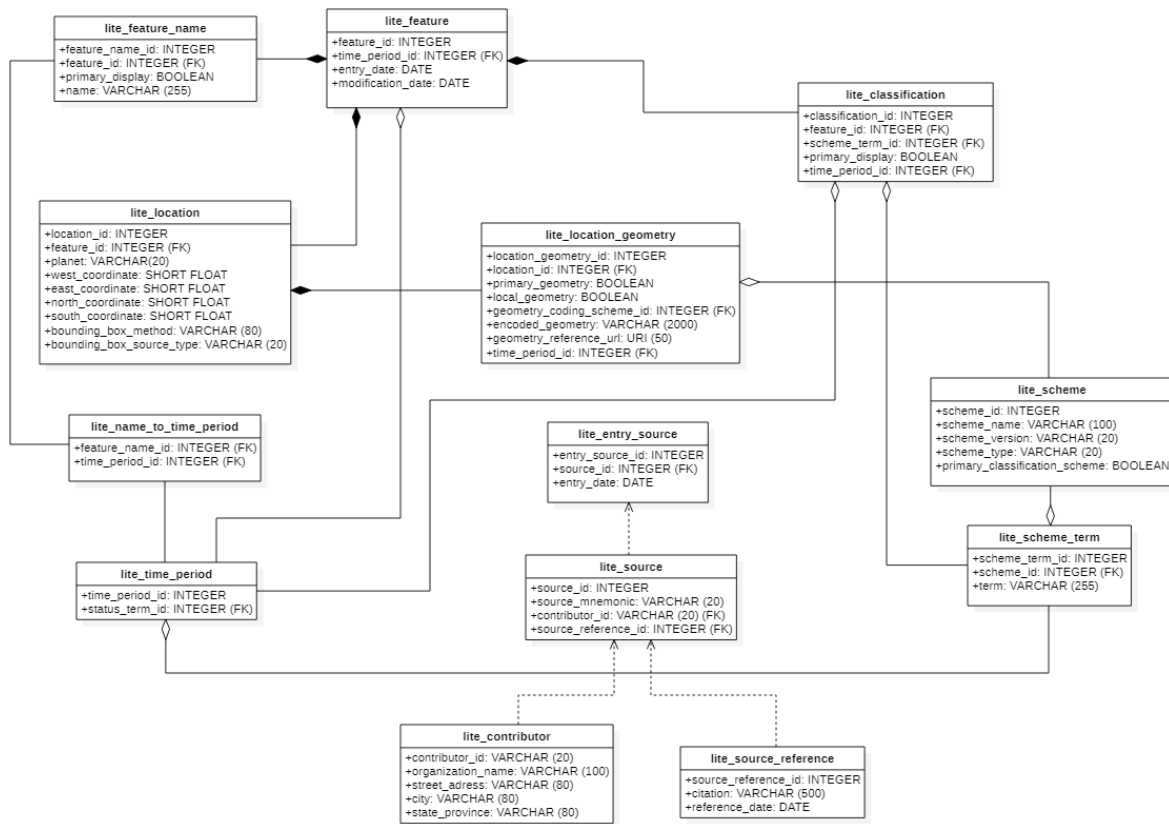 lite_feature_name
+feature_name_id: INTEGER
+feature_id: INTEGER (FK)
+primary_display: BOOLEAN
+name: VARCHAR (255)
lite_feature
+feature_id: INTEGER
+time_period_id: INTEGER (FK)
+entry_date: DATE
+modification_date: DATE
lite_classification
+classification_id: INTEGER
+feature_id: INTEGER (FK)
+scheme_term_id: INTEGER (FK)
+primary_display: BOOLEAN
+time_period_id: INTEGER (FK)
lite_location
+location_id: INTEGER
+feature_id: INTEGER (FK)
+planet: VARCHAR(20)
+west_coordinate: SHORT FLOAT
+east_coordinate: SHORT FLOAT
+north_coordinate: SHORT FLOAT
+south_coordinate: SHORT FLOAT
+bounding_box_method: VARCHAR (80)
+bounding_box_source_type: VARCHAR (20)
lite_location_geometry
+location_geometry_id: INTEGER
+location_id: INTEGER (FK)
+primary_geometry: BOOLEAN
+local_geometry: BOOLEAN
+geometry_coding_scheme_id: INTEGER (FK)
+encoded_geometry: VARCHAR (2000)
+geometry_reference_url: URI (50)
+time_period_id: INTEGER (FK)
lite_scheme
+scheme_id: INTEGER
+scheme_name: VARCHAR (100)
+scheme_version: VARCHAR (20)
+scheme_type: VARCHAR (20)
+primary_classification_scheme: BOOLEAN
lite_name_to_time_period
+feature_name_id: INTEGER (FK)
+time_period_id: INTEGER (FK)
lite_entry_source
+entry_source_id: INTEGER
+source_id: INTEGER (FK)
+entry_date: DATE
lite_scheme_term
+scheme_term_id: INTEGER
+scheme_id: INTEGER (FK)
+term: VARCHAR (255)
lite_time_period
+time_period_id: INTEGER
+status_term_id: INTEGER (FK)
lite_source
+source_id: INTEGER
+source_mnemonic: VARCHAR (20)
+contributor_id: VARCHAR (20) (FK)
+source_reference_id: INTEGER (FK)
lite_contributor
+contributor_id: VARCHAR (20)
+organization_name: VARCHAR (100)
+street_adress: VARCHAR (80)
+city: VARCHAR (80)
+state_province: VARCHAR (80)
lite_source_reference
+source_reference_id: INTEGER
+citation: VARCHAR (500)
+reference_date: DATE